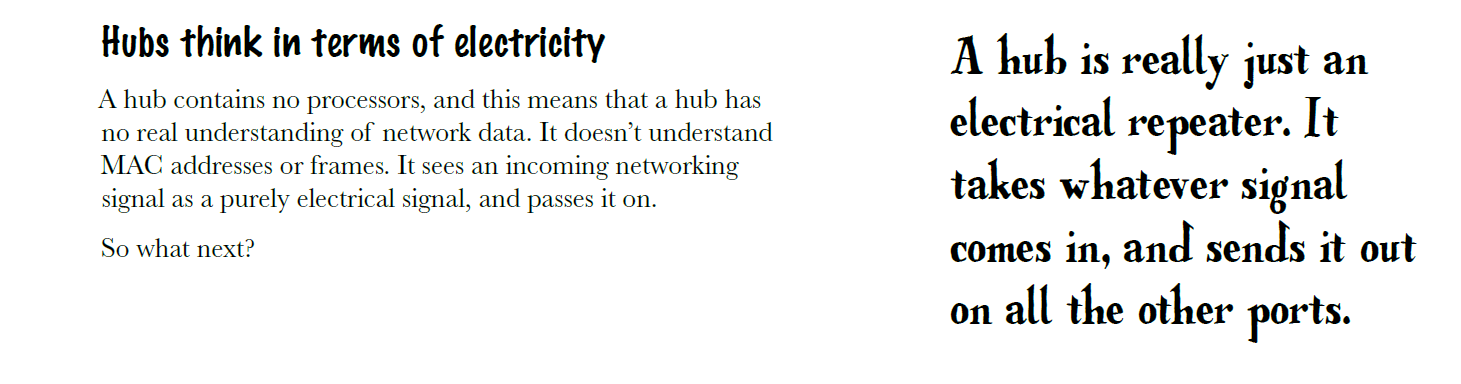 Hubs think in terms of electricity
A hub contains no processors, and this means that a hub has
no real understanding of network data. It doesn’t understand
MAC addresses or frames. It sees an incoming networking
signal as a purely electrical signal, and passes it on.
So what next?
A hub is really just an
electrical repeater. It
takes whatever signal
comes in, and sends it out
on all the other ports.